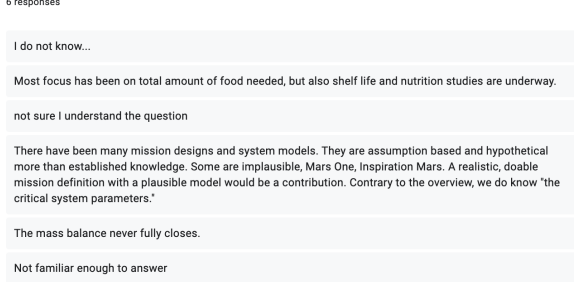 6 responses
I do not know...
Most focus has been on total amount of food needed, but also shelf life and nutrition studies are underway.
not sure I understand the question
There have been many mission designs and system models. They are assumption based and hypothetical
more than established knowledge. Some are implausible, Mars One, Inspiration Mars. A realistic, doable
mission definition with a plausible model would be a contribution. Contrary to the overview, we do know "the
critical system parameters."
The mass balance never fully closes.
Not familiar enough to answer